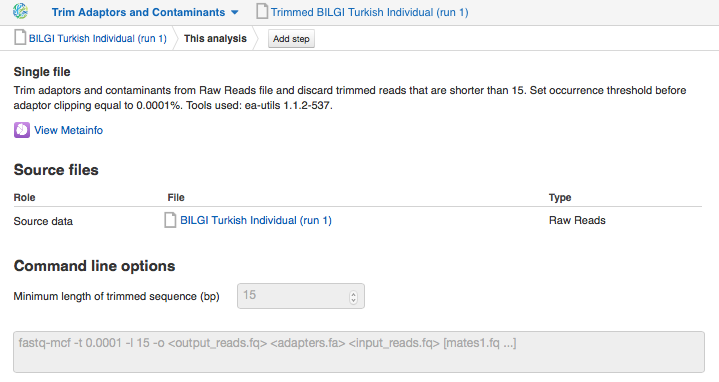 Trim Adaptors and Contaminants Trimmed BILGI Turkish Individual (run 1)
BILGI Turkish Individual (run 1) This analysis Add step
Single file
Trim adaptors and contaminants from Raw Reads file and discard trimmed reads that are shorter than 15. Set occurrence threshold before
adaptor clipping equal to 0.0001%. Tools used: ea-utils 1.1.2-537.
View Metainfo
Source files
Role File Type
Source data BILGI Turkish Individual (run 1) Raw Reads
Command line options
Minimum length of trimmed sequence (bp) 15
fastq-mcf -t 0.0001 -l 15 -o <output_reads.fq> <adapters.fa> <input_reads.fq> [mates1.fq ...]